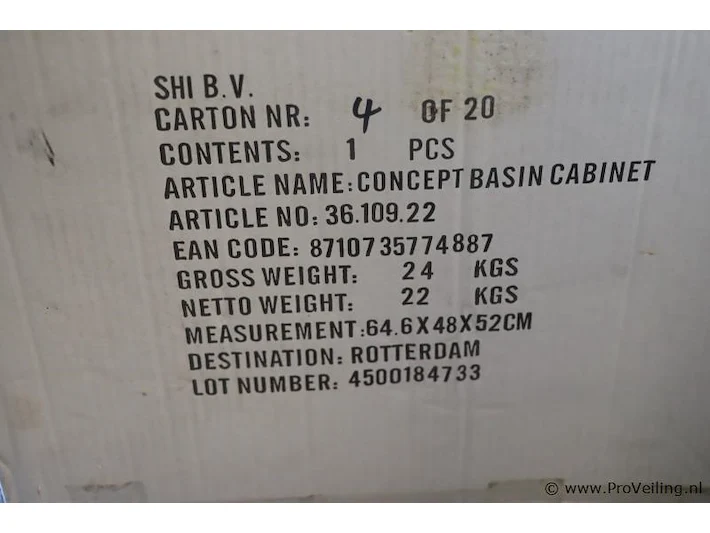 SHI B.V.
CARTON NR: 4 OF 20
CONTENTS: 1 PCS
ARTICLE NAME: CONCEPT BASIN CABINET
ARTICLE NO: 36.109.22
EAN CODE: 8710735774887
GROSS WEIGHT: 24 KGS
NETTO WEIGHT: 22 KGS
MEASUREMENT:64.6X48X52CM
DESTINATION: ROTTERDAM
LOT NUMBER: 4500184733
© www.ProVeiling.nl